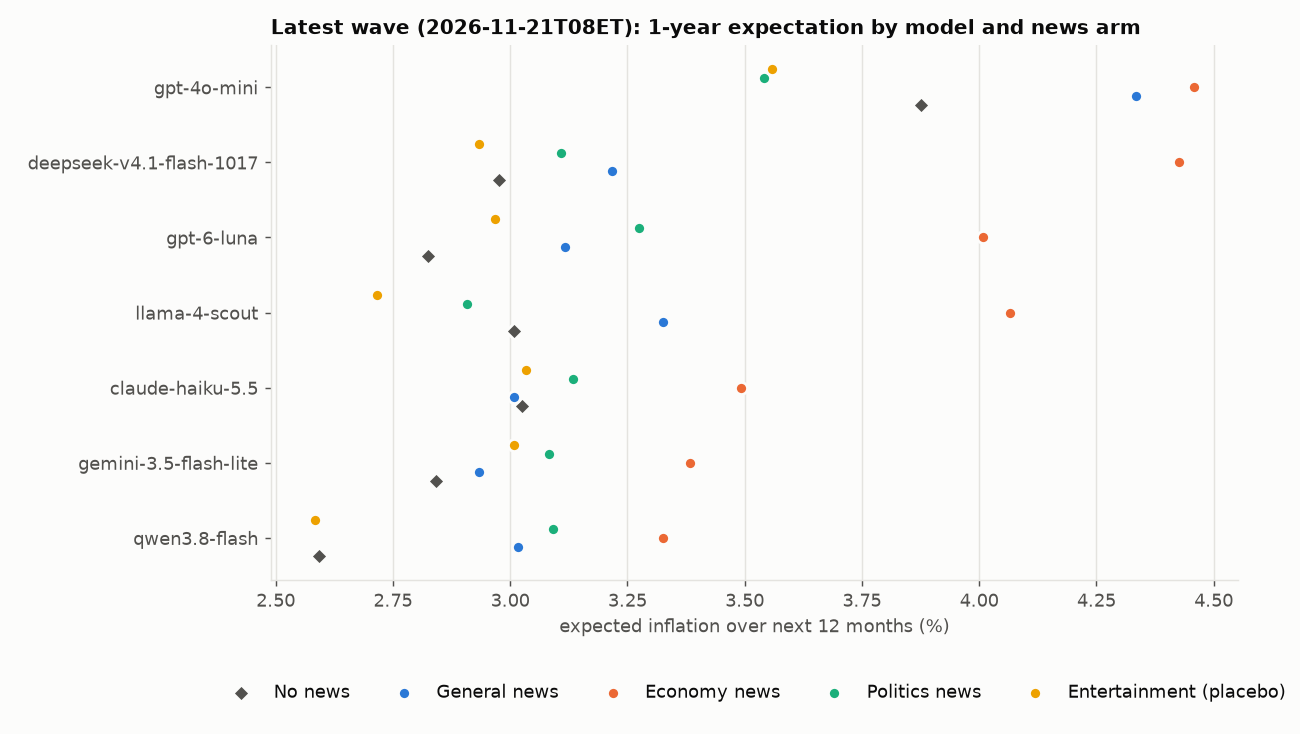 Latest wave (2026-11-21T08ET): 1-year expectation by model and news arm
gpt-4o-mini
deepseek-v4.1-flash-1017
gpt-6-luna
llama-4-scout
claude-haiku-5.5
gemini-3.5-flash-lite
qwen3.8-flash
2.50 2.75 3.00 3.25 3.50 3.75 4.00 4.25 4.50
expected inflation over next 12 months (%)
No news General news Economy news Politics news Entertainment (placebo)